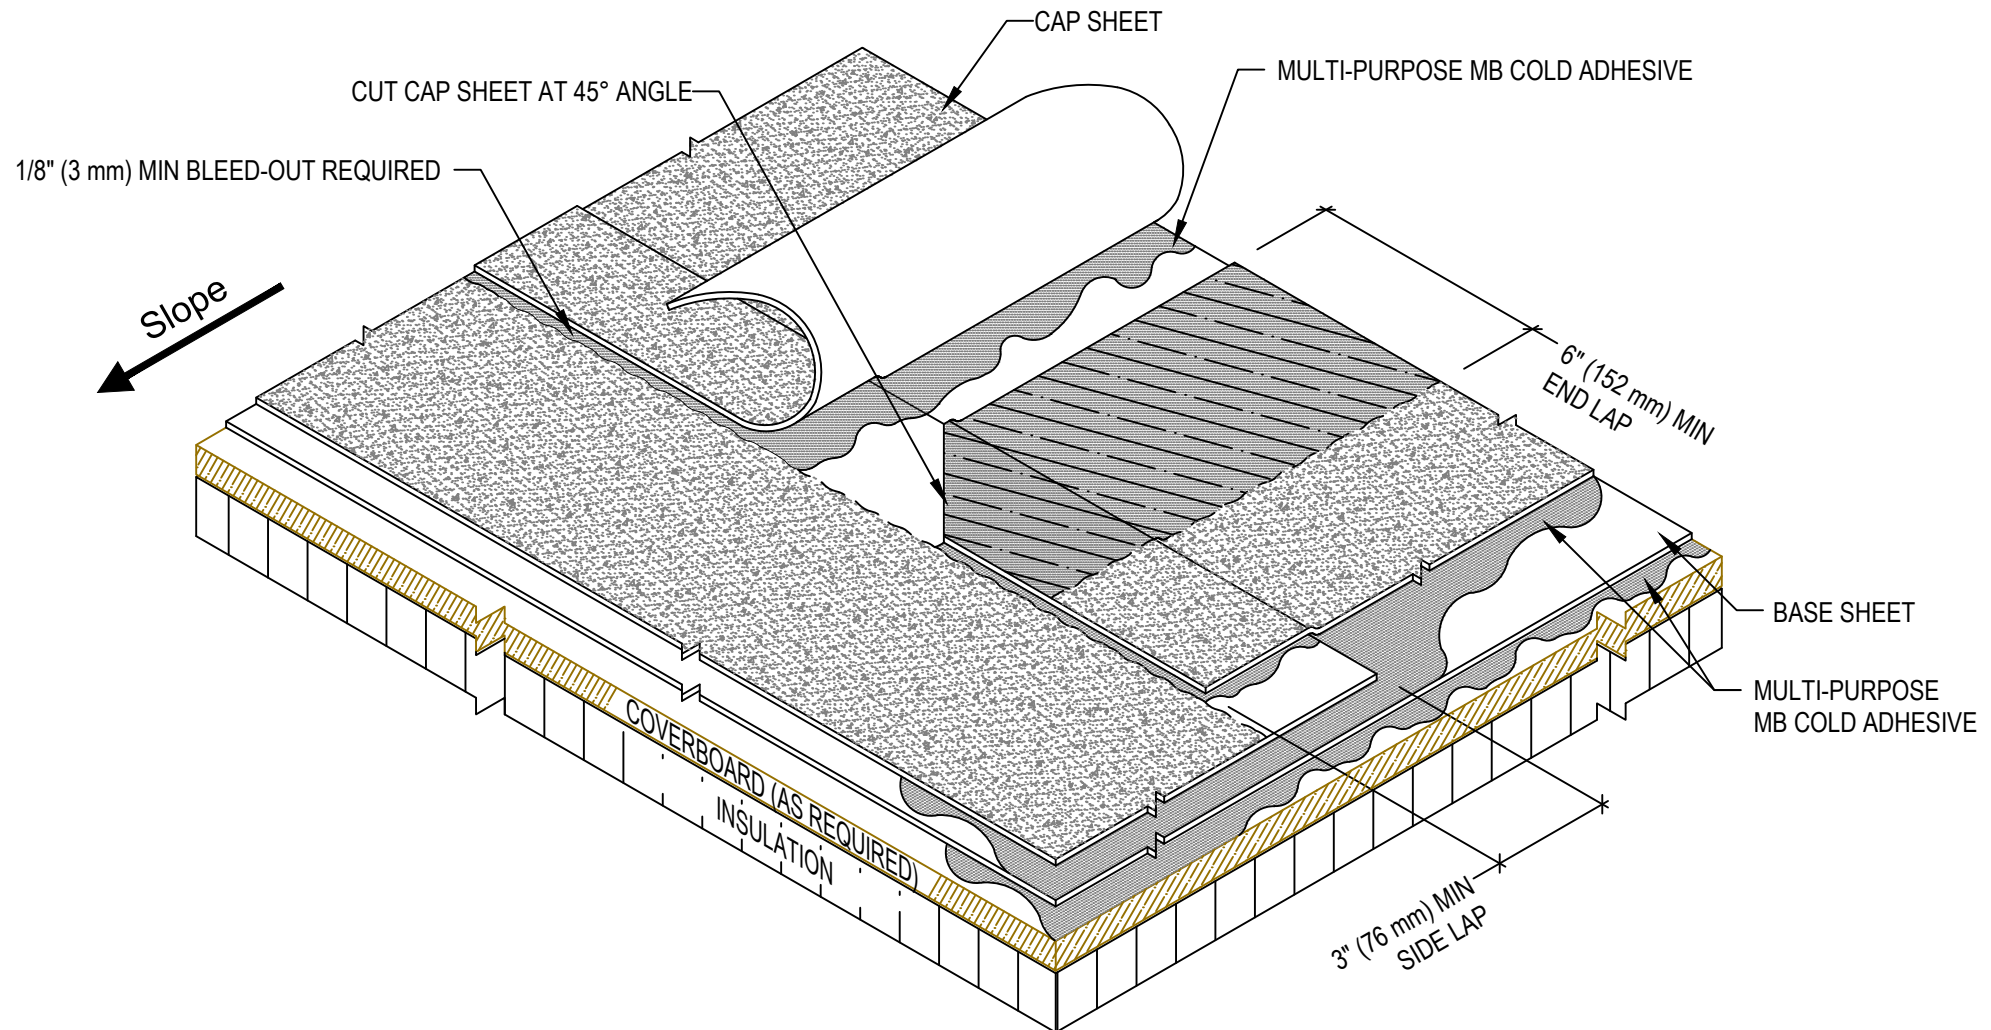 CAP SHEET
MULTI-PURPOSE MB COLD ADHESIVE
CUT CAP SHEET AT 45° ANGLE
1/8" (3 mm) MIN BLEED-OUT REQUIRED
Slope
6" (152 mm) MIN
END LAP
BASE SHEET
MULTI-PURPOSE
MB COLD ADHESIVE
COVERBOARD (AS REQUIRED)
INSULATION
3" (76 mm) MIN
SIDE LAP